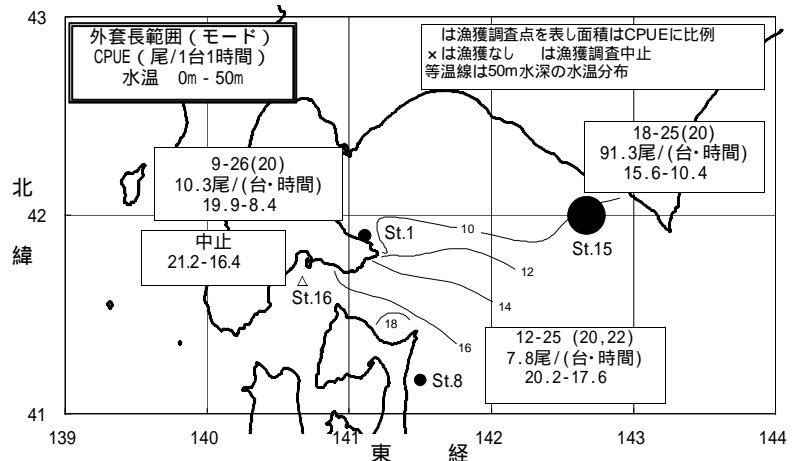 43
外套長範囲（モード）
CPUE（尾/1台1時間）
水温　0m - 50m
は漁獲調査点を表し面積はCPUEに比例
×は漁獲なし　　は漁獲調査中止
等温線は50m水深の水温分布
18-25(20)
91.3尾/(台・時間)
15.6-10.4
9-26(20)
10.3尾/(台・時間)
19.9-8.4
北
緯
42
中止
21.2-16.4
St.1
10
St.15
12
△
St.16
14
18
16
12-25 (20,22)
7.8尾/(台・時間)
20.2-17.6
St.8
41
139
140
141
142
143
144
東　経